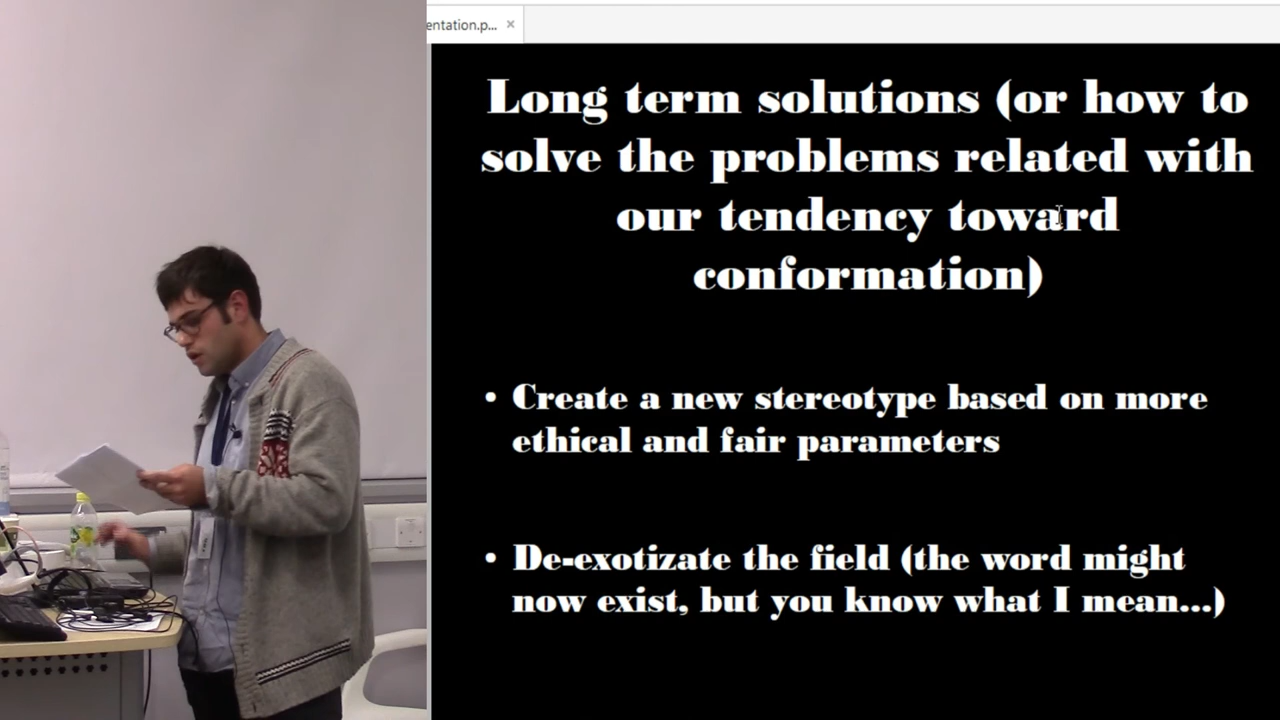 entation.p...
Long term solutions (or how to
solve the problems related with
our tendency toward
conformation)
• Create a new stereotype based on more
ethical and fair parameters
• De-exotizate the field (the word might
now exist, but you know what I mean...)